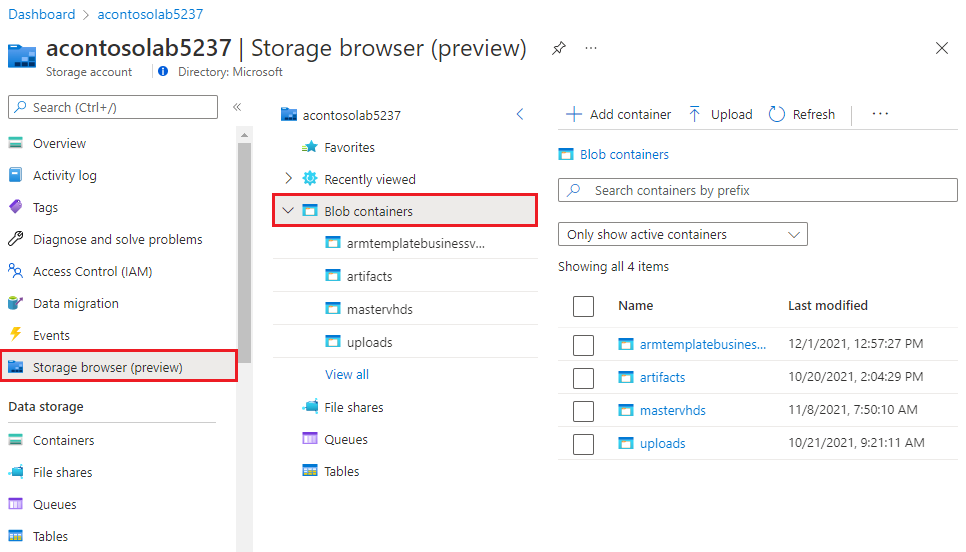 Dashboard > acontosolab5237
acontosolab5237 | Storage browser (preview) ...
Storage account Directory: Microsoft
Search (Ctrl+/) «
Overview
Activity log
Tags
Diagnose and solve problems
Access Control (IAM)
Data migration
Events
Storage browser (preview)
Data storage
Containers
File shares
Queues
Tables
acontosolab5237
Favorites
Recently viewed
Blob containers
armtemplatebusinessv...
artifacts
mastervhds
uploads
View all
File shares
Queues
Tables
Add container Upload Refresh ...
Blob containers
Search containers by prefix
Only show active containers
Showing all 4 items
Name Last modified
armtemplatebusines... 12/1/2021, 12:57:27 PM
artifacts 10/20/2021, 2:04:29 PM
mastervhds 11/8/2021, 7:50:10 AM
uploads 10/21/2021, 9:21:11 AM